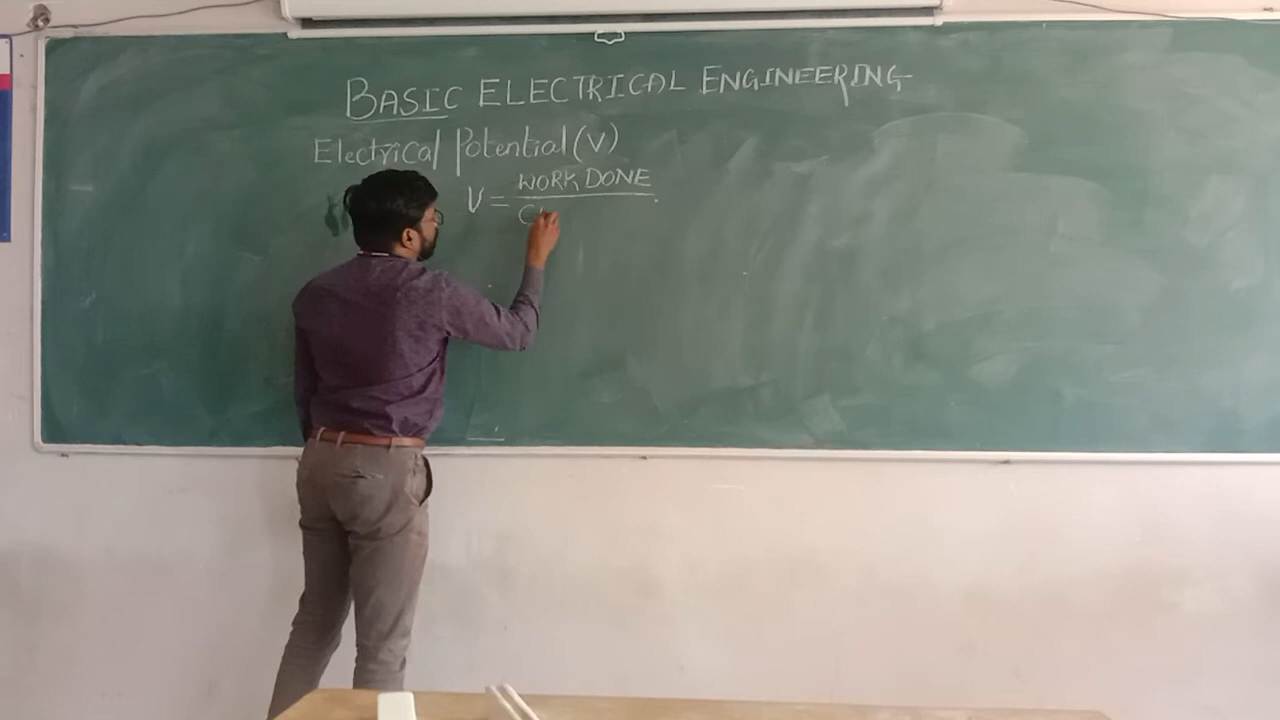 BASIC ELECTRICAL ENGINEERING
Electrical Potential (V)
V = WORK DONE
C